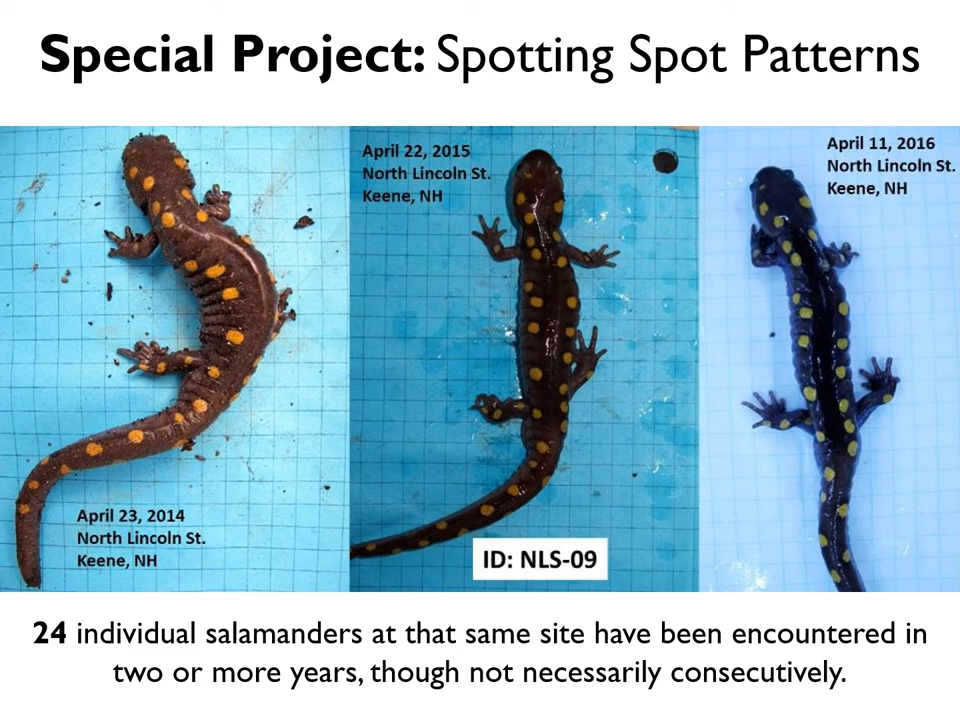 Special Project: Spotting Spot Patterns
April 23, 2014
North Lincoln St.
Keene, NH
April 22, 2015
North Lincoln St.
Keene, NH
ID: NLS-09
April 11, 2016
North Lincoln St.
Keene, NH
24 individual salamanders at that same site have been encountered in
two or more years, though not necessarily consecutively.